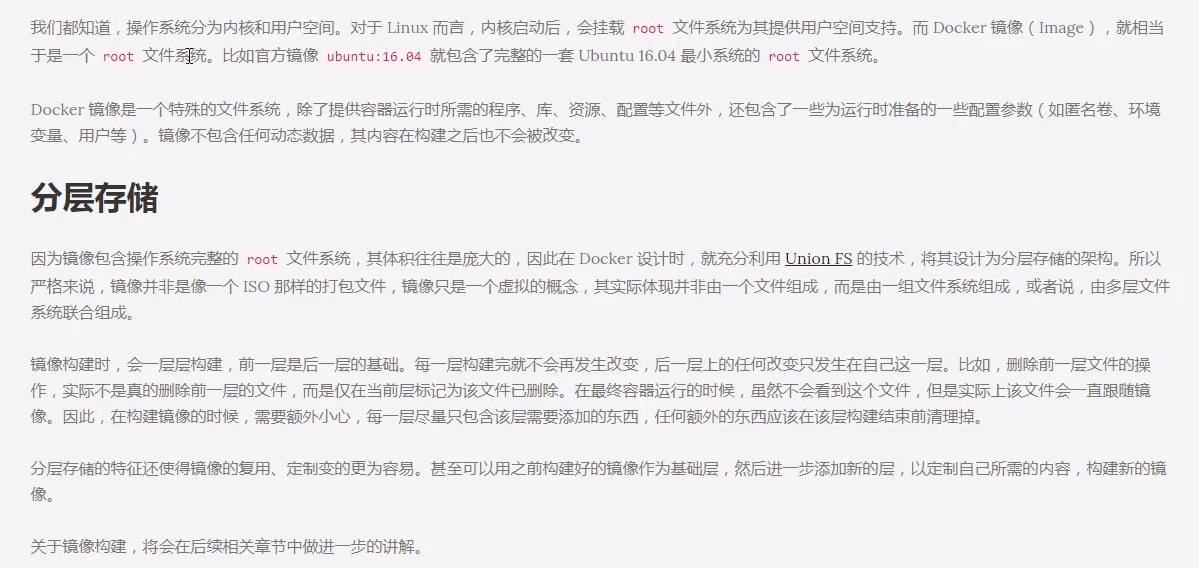 我们都知道，操作系统分为内核和用户空间。对于 Linux 而言，内核启动后，会挂载 root 文件系统为其提供用户空间支持。而 Docker 镜像（Image），就相当
于是一个 root 文件系统。比如官方镜像 ubuntu:16.04 就包含了完整的一套 Ubuntu 16.04 最小系统的 root 文件系统。
Docker 镜像是一个特殊的文件系统，除了提供容器运行时所需的程序、库、资源、配置等文件外，还包含了一些为运行时准备的一些配置参数（如匿名卷、环境
变量、用户等）。镜像不包含任何动态数据，其内容在构建之后也不会被改变。
分层存储
因为镜像包含操作系统完整的 root 文件系统，其体积往往是庞大的，因此在 Docker 设计时，就充分利用 Union FS 的技术，将其设计为分层存储的架构。所以
严格来说，镜像并非是像一个 ISO 那样的打包文件，镜像只是一个虚拟的概念，其实际体现并非由一个文件组成，而是由一组文件系统组成，或者说，由多层文件
系统联合组成。
镜像构建时，会一层层构建，前一层是后一层的基础。每一层构建完就不会再发生改变，后一层上的任何改变只发生在自己这一层。比如，删除前一层文件的操
作，实际不是真的删除前一层的文件，而是仅在当前层标记为该文件已删除。在最终容器运行的时候，虽然不会看到这个文件，但是实际上该文件会一直跟随镜
像。因此，在构建镜像的时候，需要额外小心，每一层尽量只包含该层需要添加的东西，任何额外的东西应该在该层构建结束前清理掉。
分层存储的特征还使得镜像的复用、定制变的更为容易。甚至可以用之前构建好的镜像作为基础层，然后进一步添加新的层，以定制自己所需的内容，构建新的镜
像。
关于镜像构建，将会在后续相关章节中做进一步的讲解。